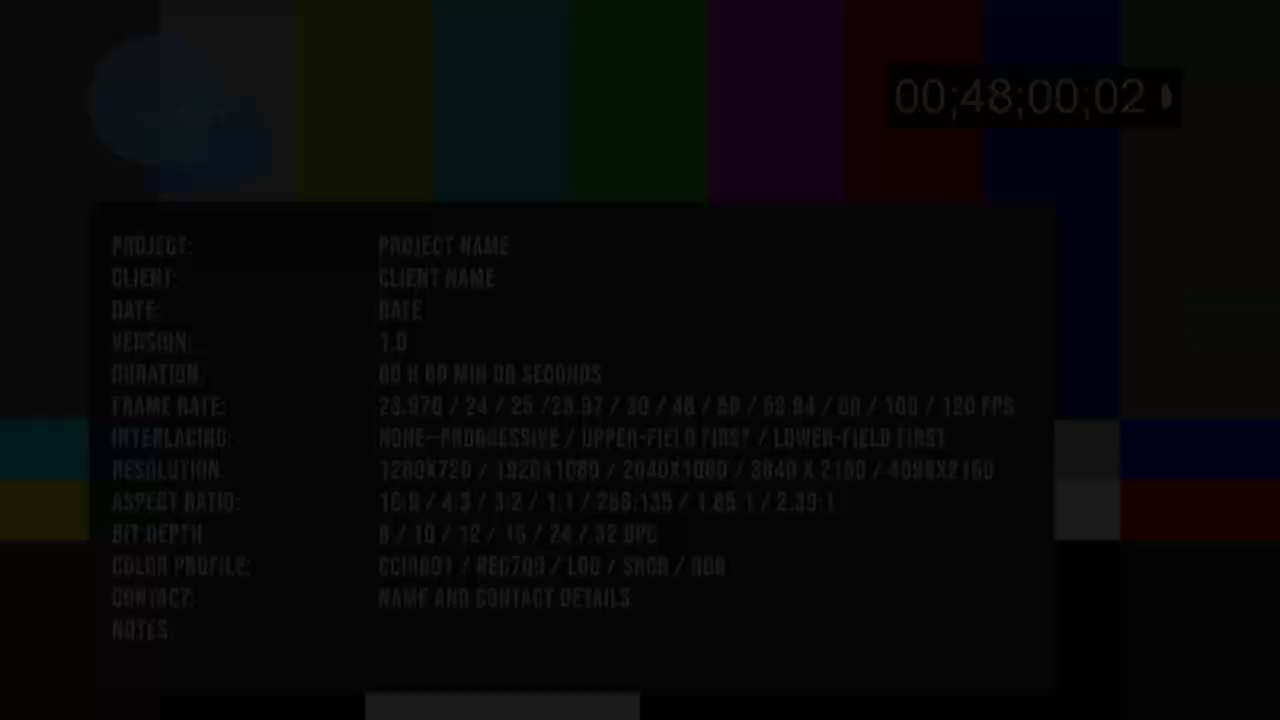 00;48;00;02
PROJECT: PROJECT NAME
CLIENT: CLIENT NAME
DATE: DATE
VERSION: 1.0
DURATION MIN OR SECONDS
FRAME RATE: 23.976 / 24 / 25 /29.97 / 30 / 48 / 50 / 59.94 / 60 / 100 / 120 FPS
INTERLACING: NONE-PROGRESSIVE / UPPER-FIELD FIRST / LOWER-FIELD FIRST
RESOLUTION 1280X720 / 1920X1080 / 2040X1080 / 3840 X 2160 / 4096X2160
ASPECT RATIO: 16:9 / 4:3 / 3:2 / 1:1 / 256:135 / 1.85:1 / 2.39:1
BIT DEPTH 8 / 10 / 12 / 16 / 24 / 32 BPC
COLOR PROFILE: CCIR601 / REC709 / LOG / SRGB / RGB
CONTACT: NAME AND CONTACT DETAILS
NOTES: